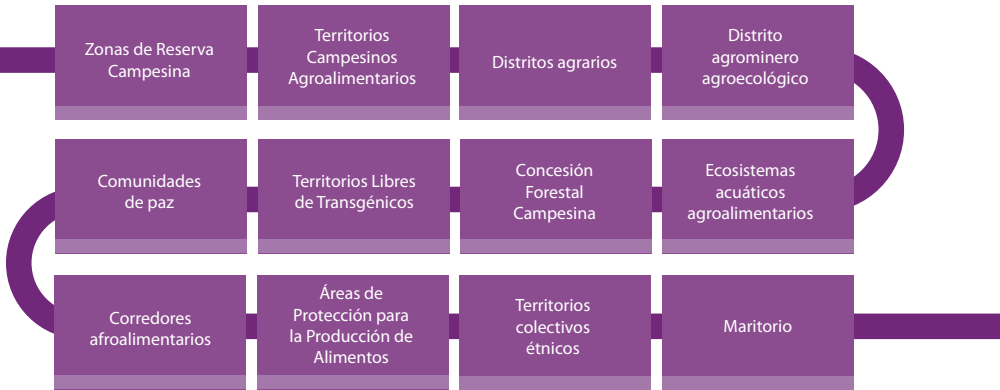 Zonas de Reserva
Campesina
Territorios
Campesinos
Agroalimentarios
Distritos agrarios
Distrito
agrominero
agroecológico
Comunidades
de paz
Territorios Libres
de Transgénicos
Concesión
Forestal
Campesina
Ecosistemas
acuáticos
agroalimentarios
Corredores
afroalimentarios
Áreas de
Protección para
la Producción de
Alimentos
Territorios
colectivos
étnicos
Maritorio